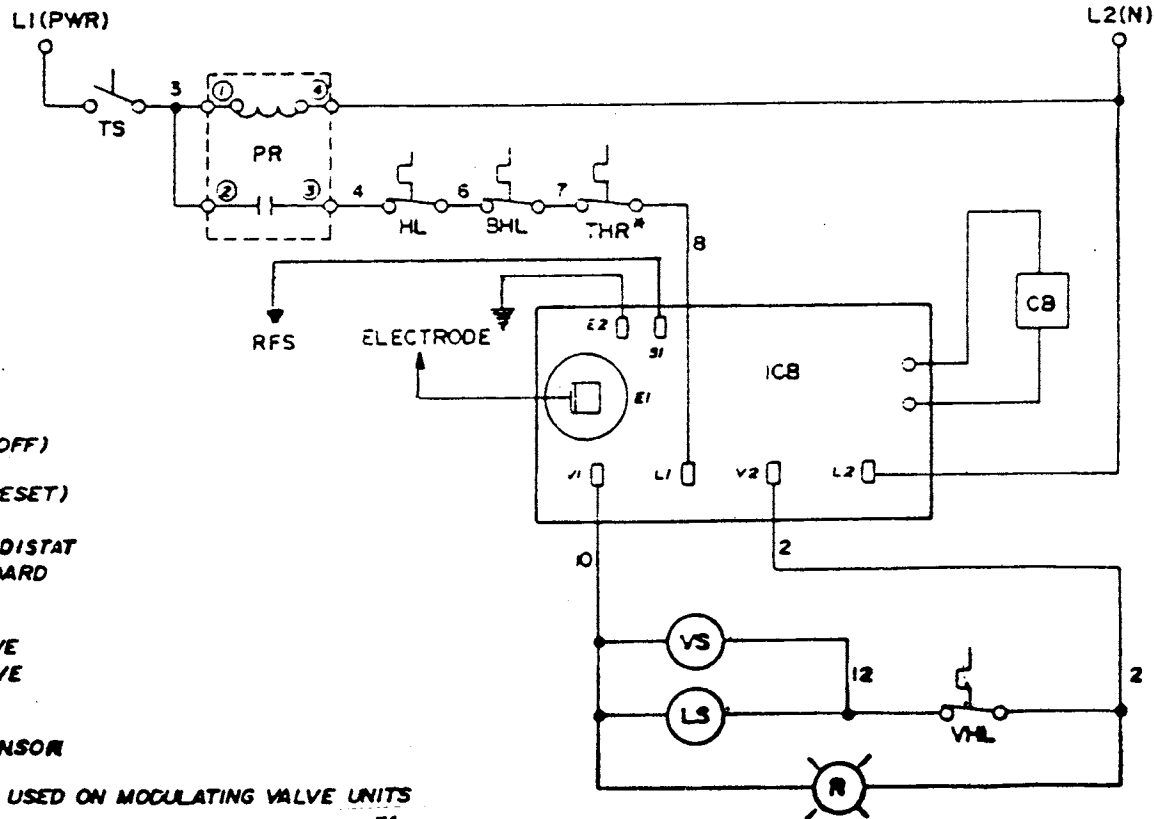 L1(PWR)
L2(N)
TS
3
1
4
PR
2
3
4
HL
6
BHL
7
THR*
8
RFS
ELECTRODE
E2
S1
E1
ICB
CB
V1
L1
V2
L2
10
2
VS
LS
12
VHL
2
R
OFF)
ESET)
DISTAT
ARD
VE
VE
NSOR
USED ON MODULATING VALVE UNITS